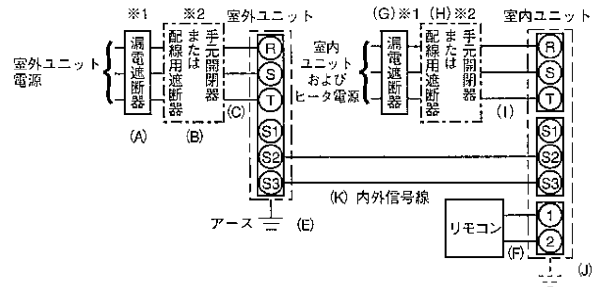 ※1
※2
室外ユニット
(G)※1
(H)※2
室内ユニット
室外ユニット
電源
漏電遮断器
手元開閉器
または
配線用遮断器
R
S
T
S1
S2
S3
(A)
(B)
(C)
室内
ユニット
および
ヒータ電源
漏電遮断器
手元開閉器
または
配線用遮断器
R
S
T
S1
S2
S3
(I)
(K) 内外信号線
アース
(E)
リモコン
1
2
(F)
(J)